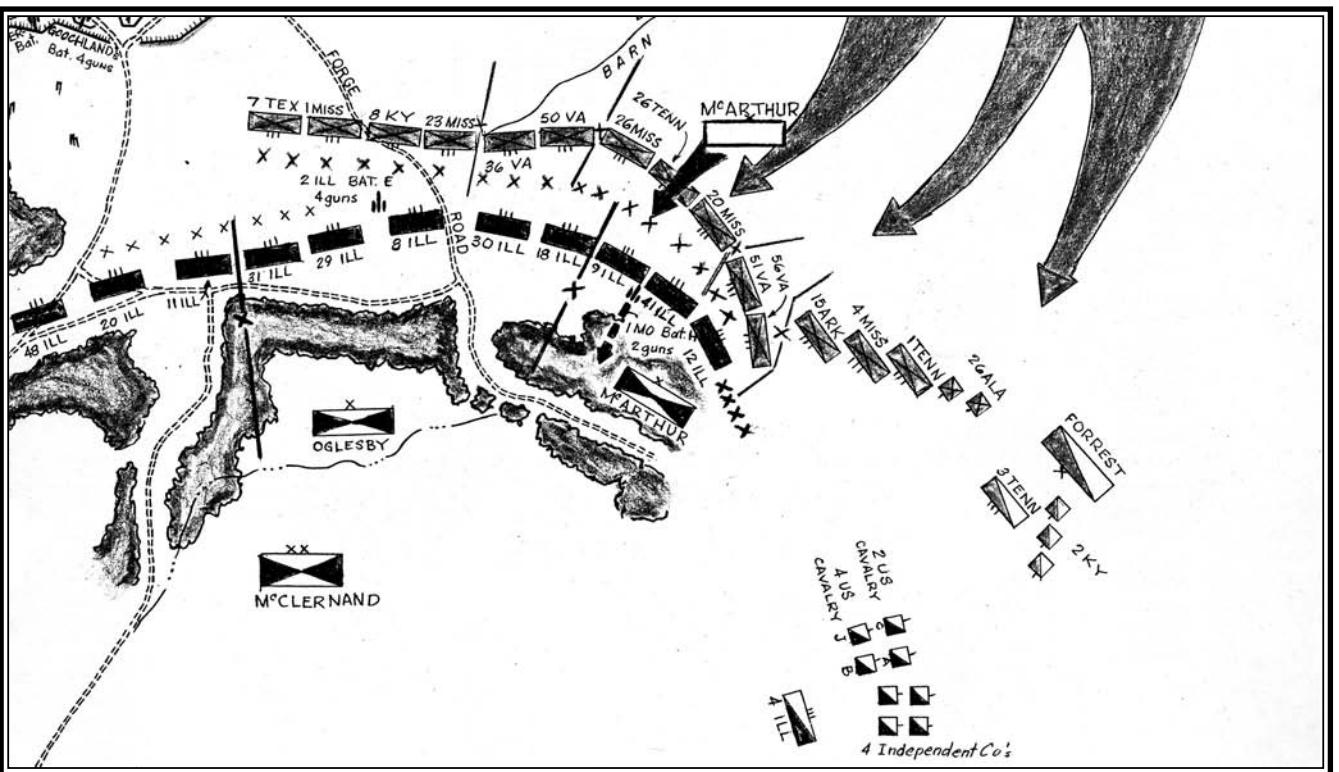 GOOCHLAND
Bat.
Bat. 4guns
FORGE
BARN
7 TEX
1 MISS
8 KY
23 MISS
36 VA
50 VA
26 MISS
26 TENN
McARTHUR
20 MISS
51 VA
56 VA
15 ARK
4 MISS
1 TENN
26 ALA
2 ILL BAT. E
4 guns
ROAD
48 ILL
20 ILL
11 ILL
31 ILL
29 ILL
8 ILL
30 ILL
18 ILL
9 ILL
41 ILL
12 ILL
1 MO Bat. H
2 guns
McARTHUR
OGLESBY
McCLERNAND
FORREST
3 TENN
2 KY
2 US
CAVALRY
4 US
CAVALRY
J
C
B
A
4 ILL
4 Independent Co's